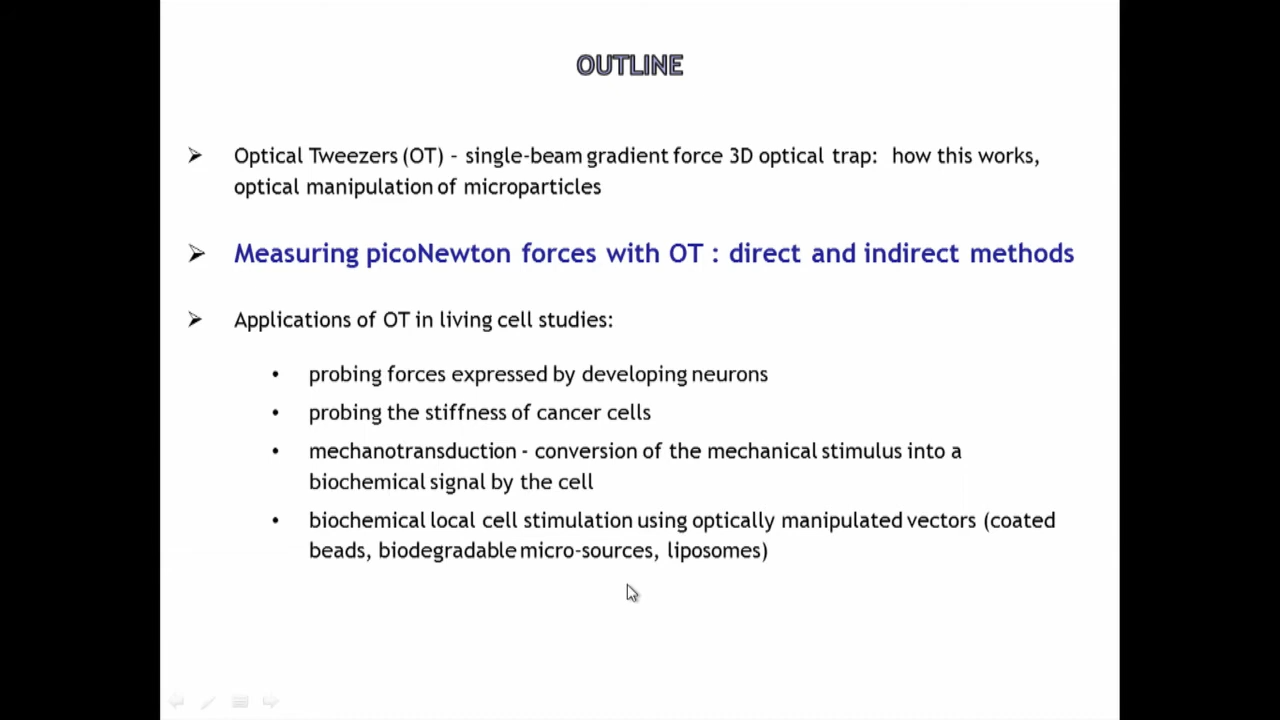 OUTLINE
Optical Tweezers (OT) – single-beam gradient force 3D optical trap: how this works,
optical manipulation of microparticles
Measuring picoNewton forces with OT : direct and indirect methods
Applications of OT in living cell studies:
• probing forces expressed by developing neurons
• probing the stiffness of cancer cells
• mechanotransduction - conversion of the mechanical stimulus into a
biochemical signal by the cell
• biochemical local cell stimulation using optically manipulated vectors (coated
beads, biodegradable micro-sources, liposomes)